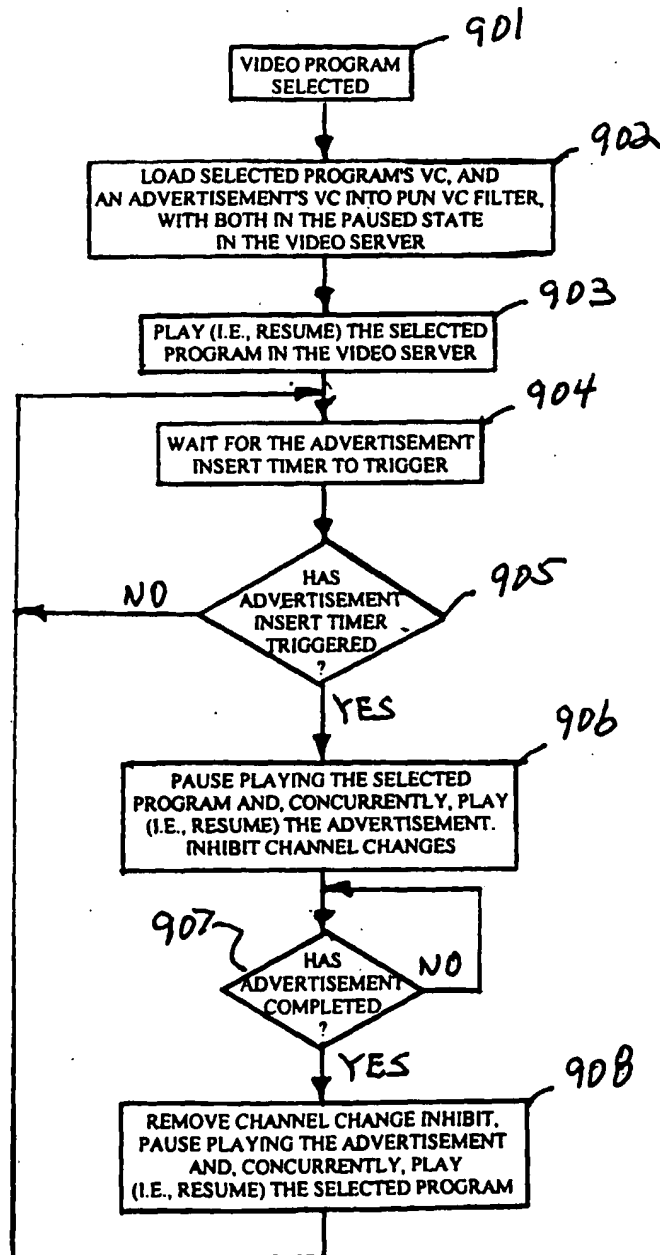 901
VIDEO PROGRAM
SELECTED
902
LOAD SELECTED PROGRAM'S VC, AND
AN ADVERTISEMENT'S VC INTO PUN VC FILTER,
WITH BOTH IN THE PAUSED STATE
IN THE VIDEO SERVER
903
PLAY (I.E., RESUME) THE SELECTED
PROGRAM IN THE VIDEO SERVER
904
WAIT FOR THE ADVERTISEMENT
INSERT TIMER TO TRIGGER
905
HAS
ADVERTISEMENT
INSERT TIMER
TRIGGERED
?
NO
YES
906
PAUSE PLAYING THE SELECTED
PROGRAM AND, CONCURRENTLY, PLAY
(I.E., RESUME) THE ADVERTISEMENT.
INHIBIT CHANNEL CHANGES
907
HAS
ADVERTISEMENT
COMPLETED
?
NO
YES
908
REMOVE CHANNEL CHANGE INHIBIT,
PAUSE PLAYING THE ADVERTISEMENT
AND, CONCURRENTLY, PLAY
(I.E., RESUME) THE SELECTED PROGRAM